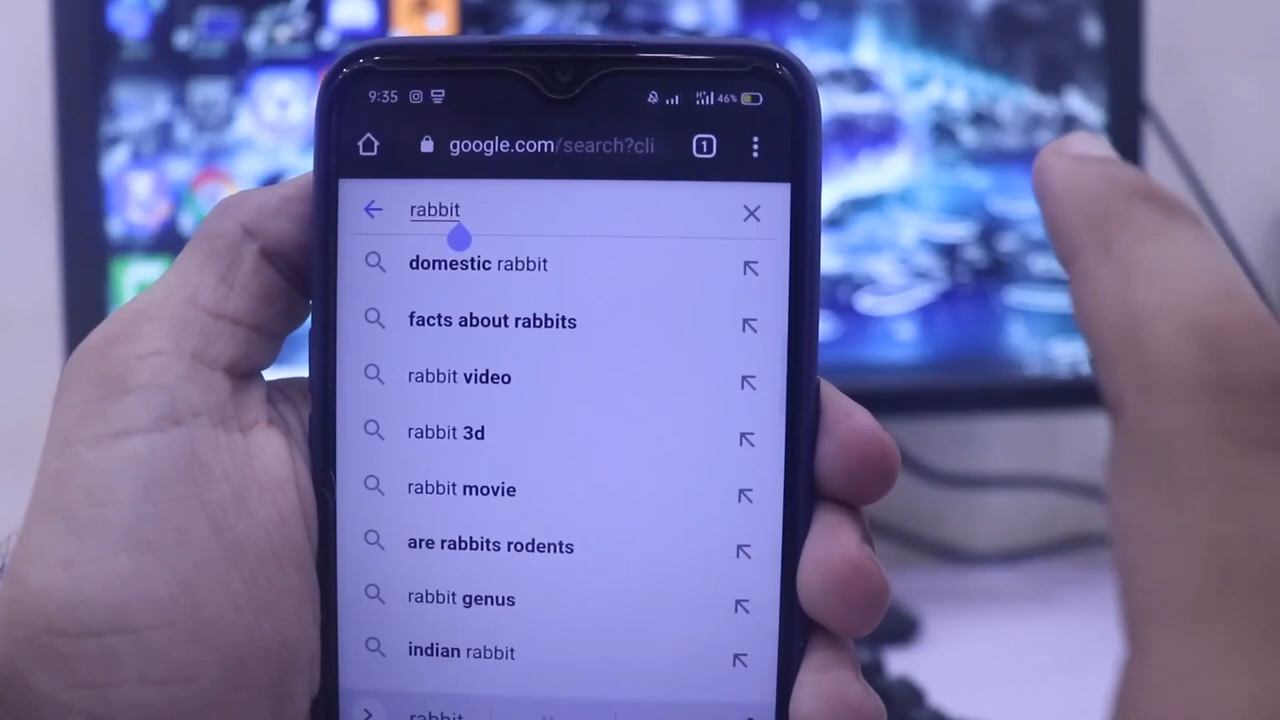 9:35 46%
google.com/search?cli 1
rabbit
domestic rabbit
facts about rabbits
rabbit video
rabbit 3d
rabbit movie
are rabbits rodents
rabbit genus
indian rabbit
rabbit